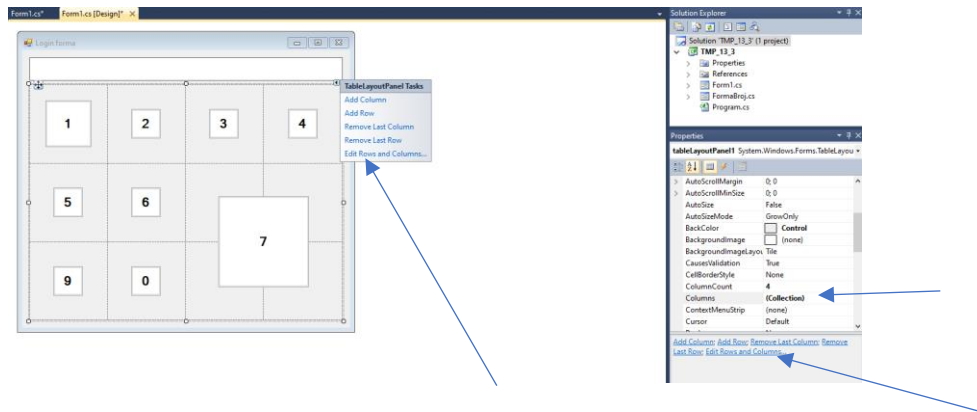 Form1.cs* Form1.cs [Design]* ×
Login forma
TableLayoutPanel Tasks
Add Column
Add Row
Remove Last Column
Remove Last Row
Edit Rows and Columns...
1 2 3 4
5 6
7
9 0
Solution Explorer
Solution 'TMP_13_3' (1 project)
TMP_13_3
Properties
References
Form1.cs
FormaBroj.cs
Program.cs
Properties
tableLayoutPanel1 System.Windows.Forms.TableLayou
AutoScrollMargin 0; 0
AutoScrollMinSize 0; 0
AutoSize False
AutoSizeMode GrowOnly
BackColor Control
BackgroundImage (none)
BackgroundImageLayou Tile
CausesValidation True
CellBorderStyle None
ColumnCount 4
Columns (Collection)
ContextMenuStrip (none)
Cursor Default
Add Column; Add Row; Remove Last Column; Remove
Last Row; Edit Rows and Columns...